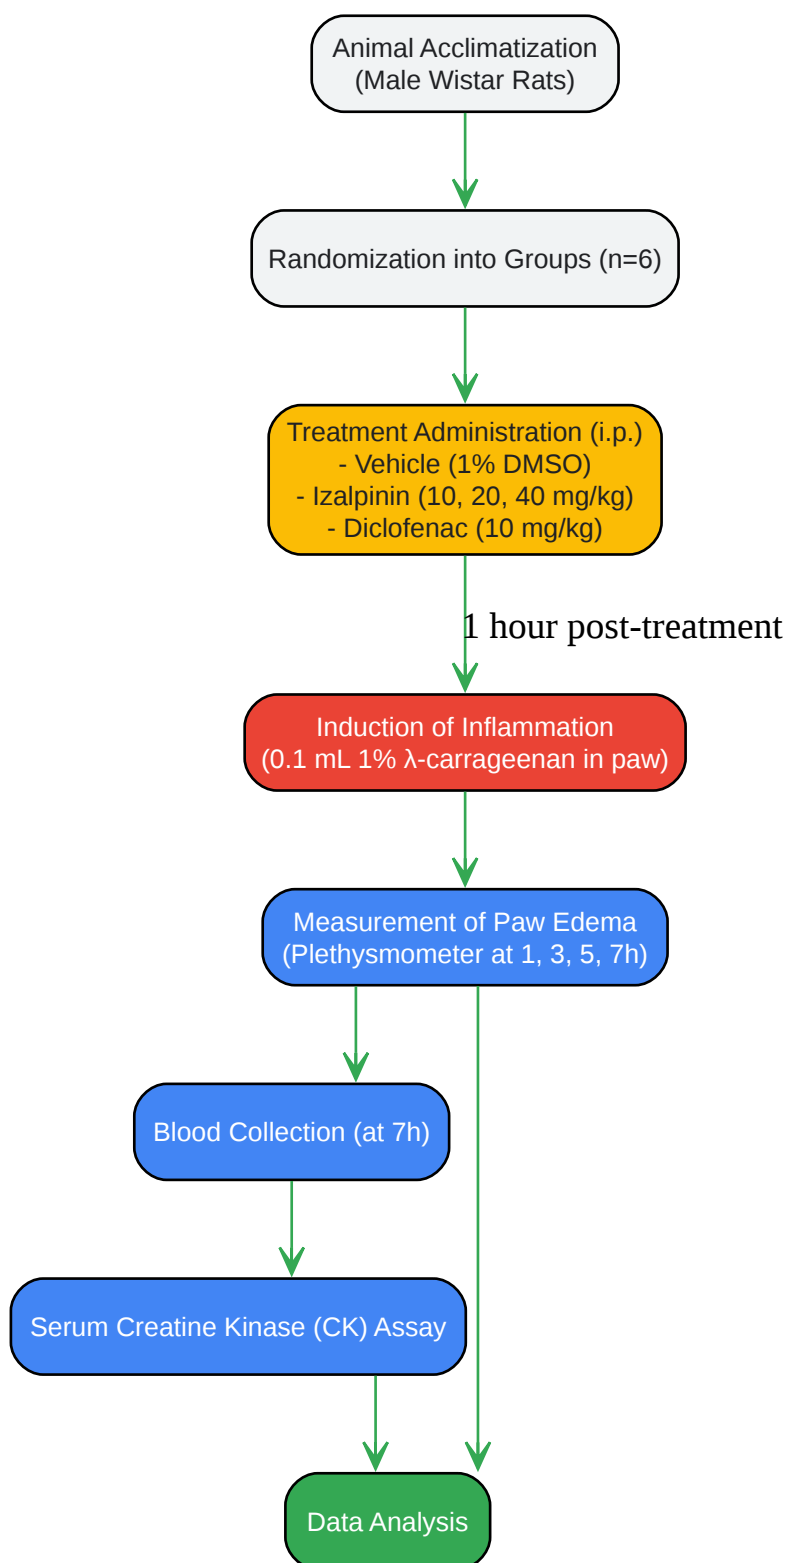 Animal Acclimatization
(Male Wistar Rats)
Randomization into Groups (n=6)
Treatment Administration (i.p.)
- Vehicle (1% DMSO)
- Izalpinin (10, 20, 40 mg/kg)
- Diclofenac (10 mg/kg)
1 hour post-treatment
Induction of Inflammation
(0.1 mL 1% λ-carrageenan in paw)
Measurement of Paw Edema
(Plethysmometer at 1, 3, 5, 7h)
Blood Collection (at 7h)
Serum Creatine Kinase (CK) Assay
Data Analysis